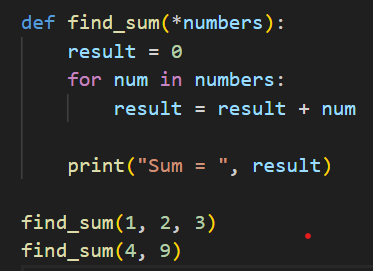 def find_sum(*numbers):
    result = 0
    for num in numbers:
        result = result + num

    print("Sum = ", result)

find_sum(1, 2, 3)
find_sum(4, 9)